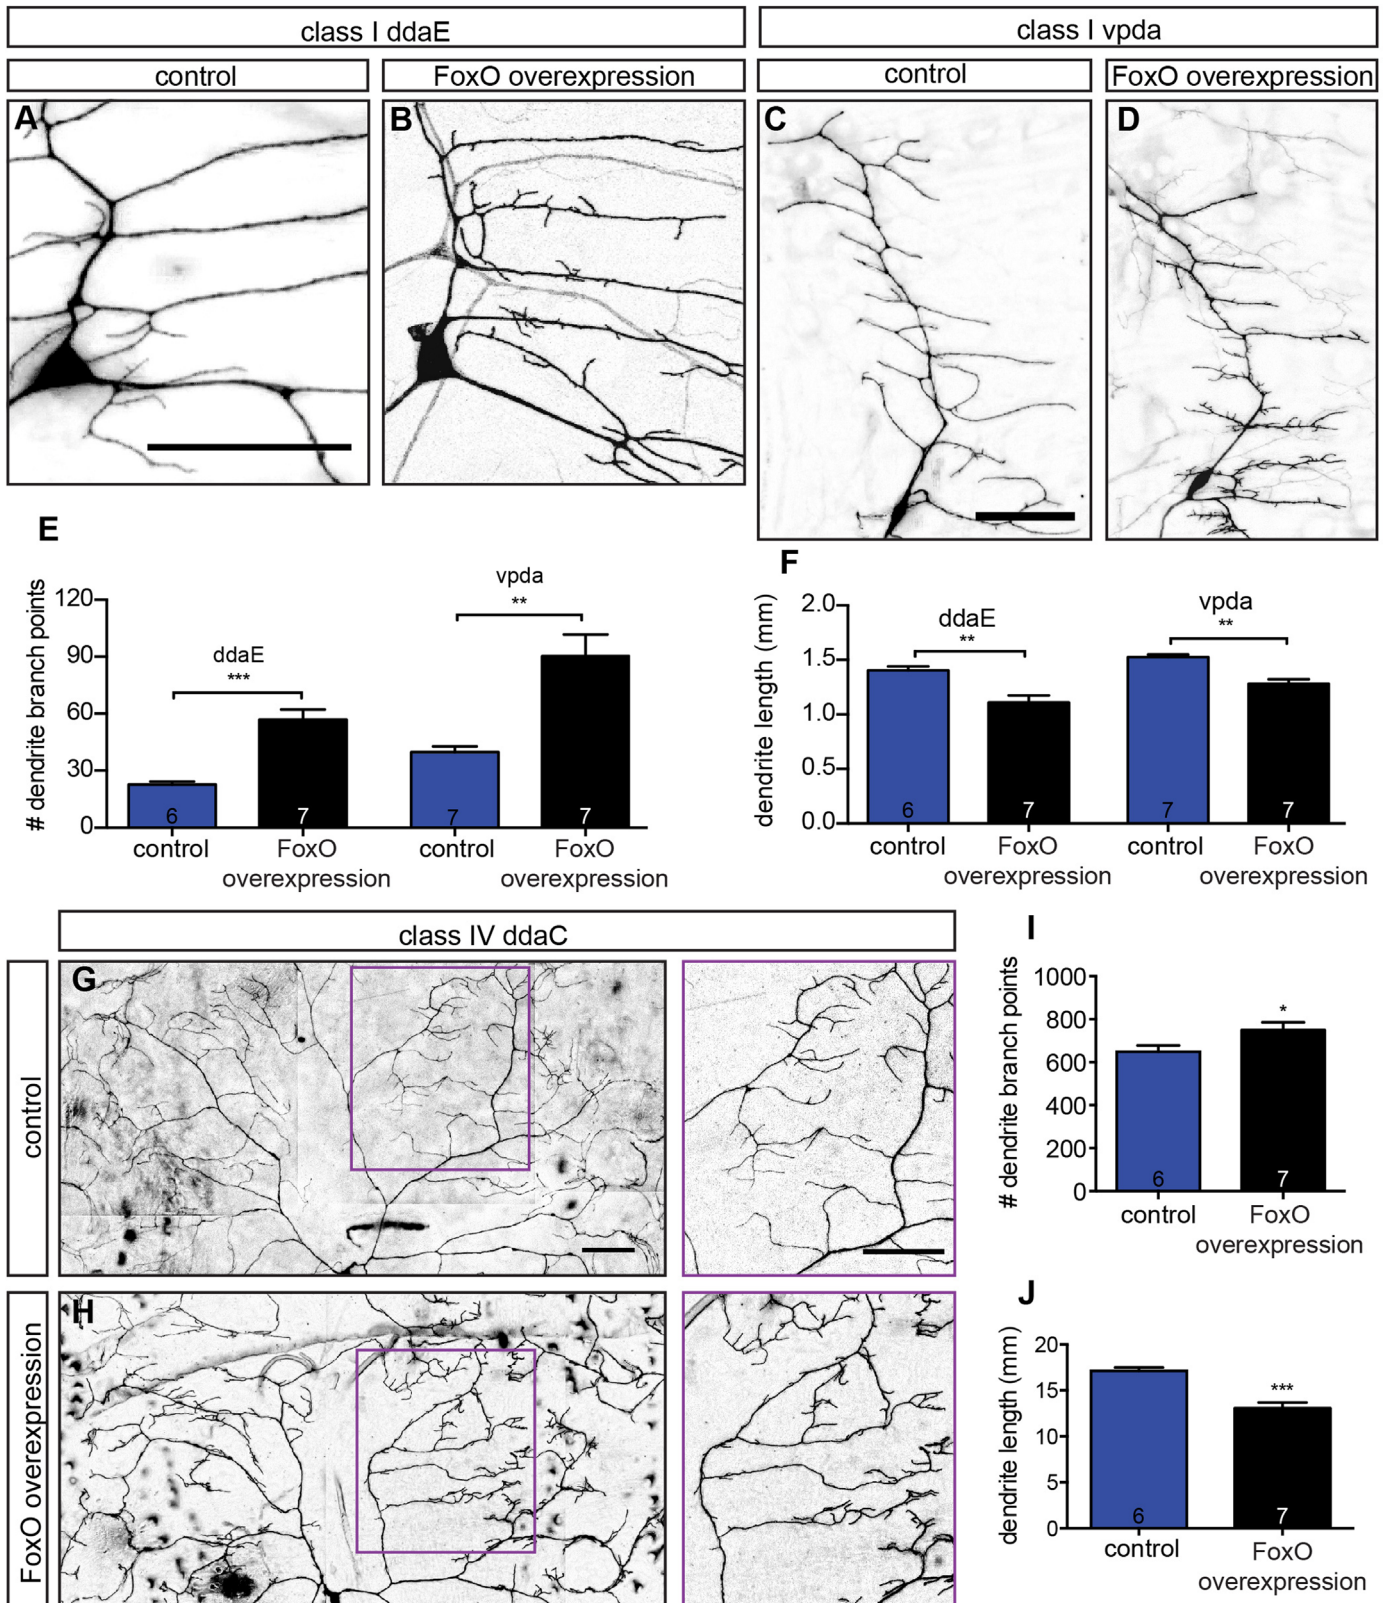 class I ddaE
class I vpda
control
FoxO overexpression
control
FoxO overexpression
A
B
C
D
E
# dendrite branch points
120
90
60
30
0
ddaE
***
vpda
**
6
7
7
7
control
FoxO
overexpression
control
FoxO
overexpression
F
dendrite length (mm)
2.0
1.5
1.0
0.5
0.0
ddaE
**
vpda
**
6
7
7
7
control
FoxO
overexpression
control
FoxO
overexpression
class IV ddaC
control
G
FoxO overexpression
H
I
# dendrite branch points
1000
800
600
400
200
0
*
6
7
control
FoxO
overexpression
J
dendrite length (mm)
20
15
10
5
0
***
6
7
control
FoxO
overexpression